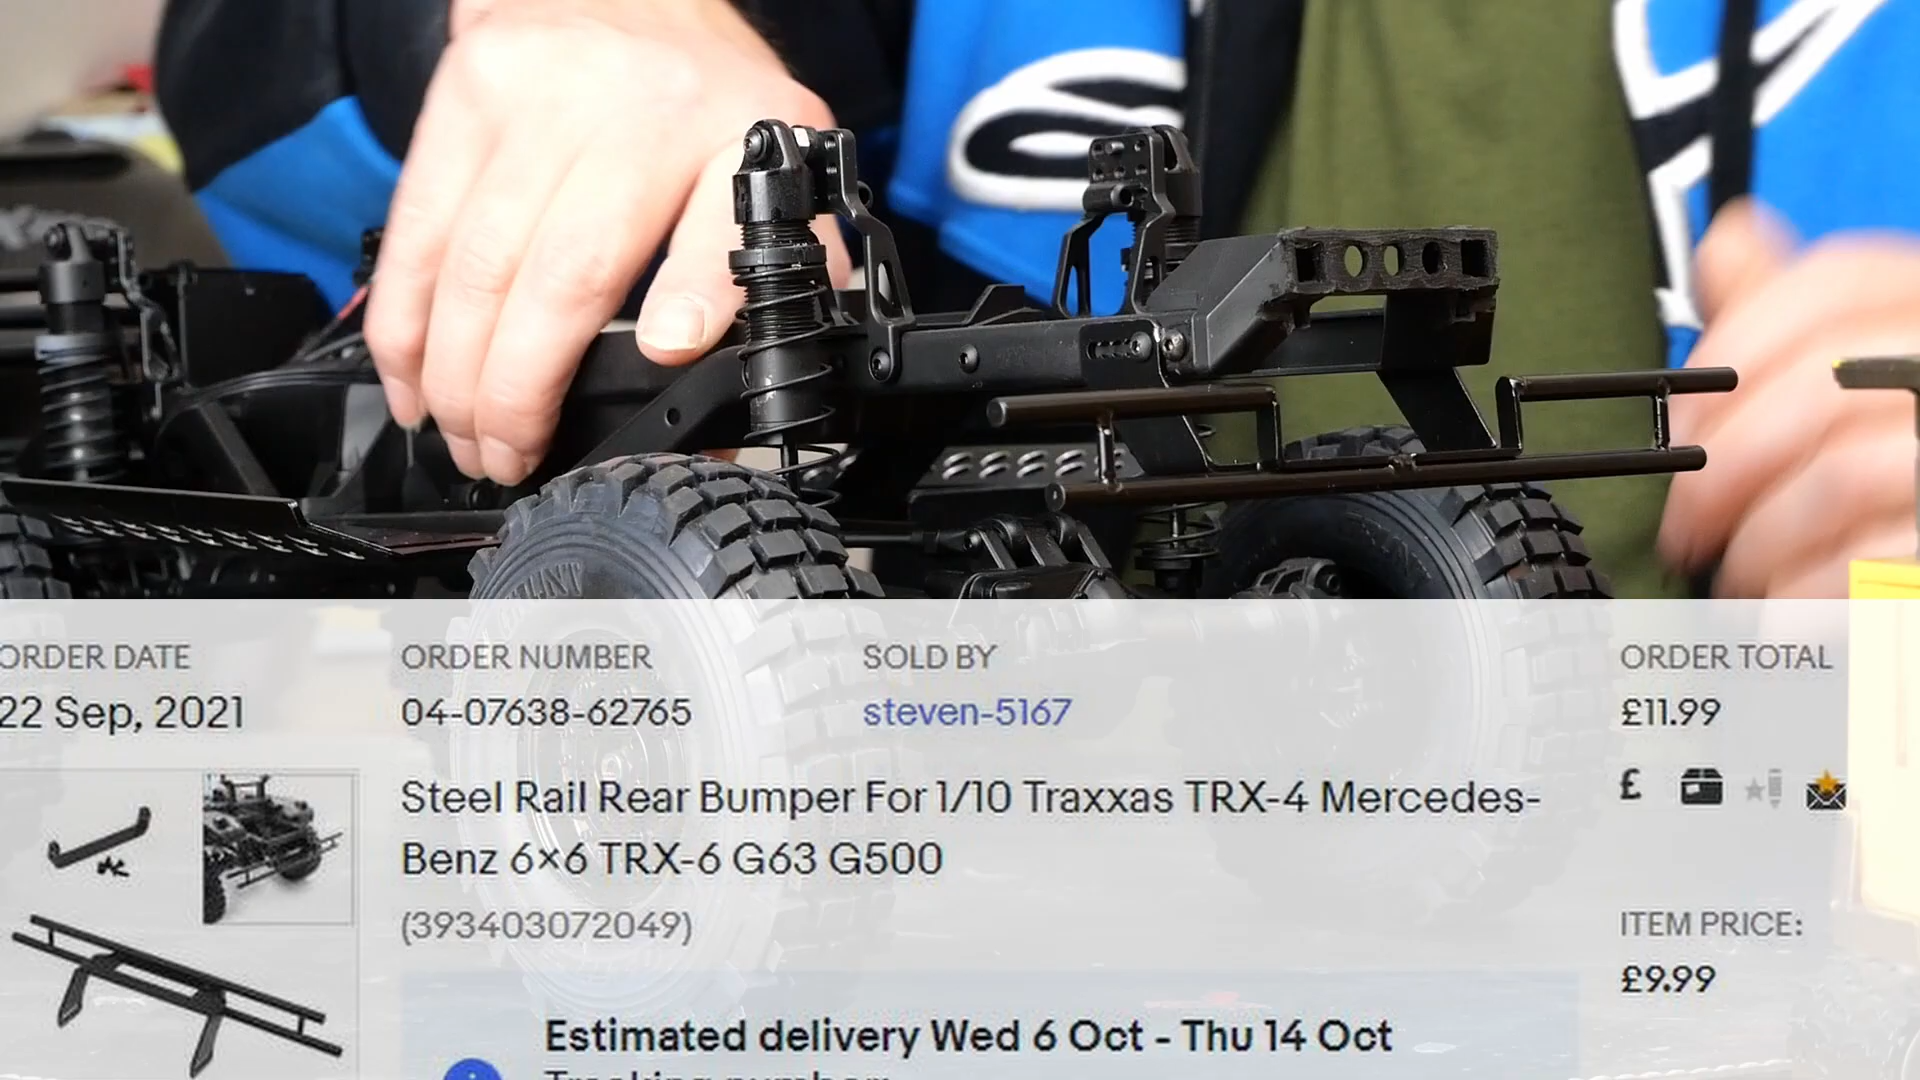 ORDER DATE
ORDER NUMBER
SOLD BY
ORDER TOTAL
22 Sep, 2021
04-07638-62765
steven-5167
£11.99
Steel Rail Rear Bumper For 1/10 Traxxas TRX-4 Mercedes-
Benz 6×6 TRX-6 G63 G500
(393403072049)
ITEM PRICE:
£9.99
Estimated delivery Wed 6 Oct - Thu 14 Oct
Tracking number: